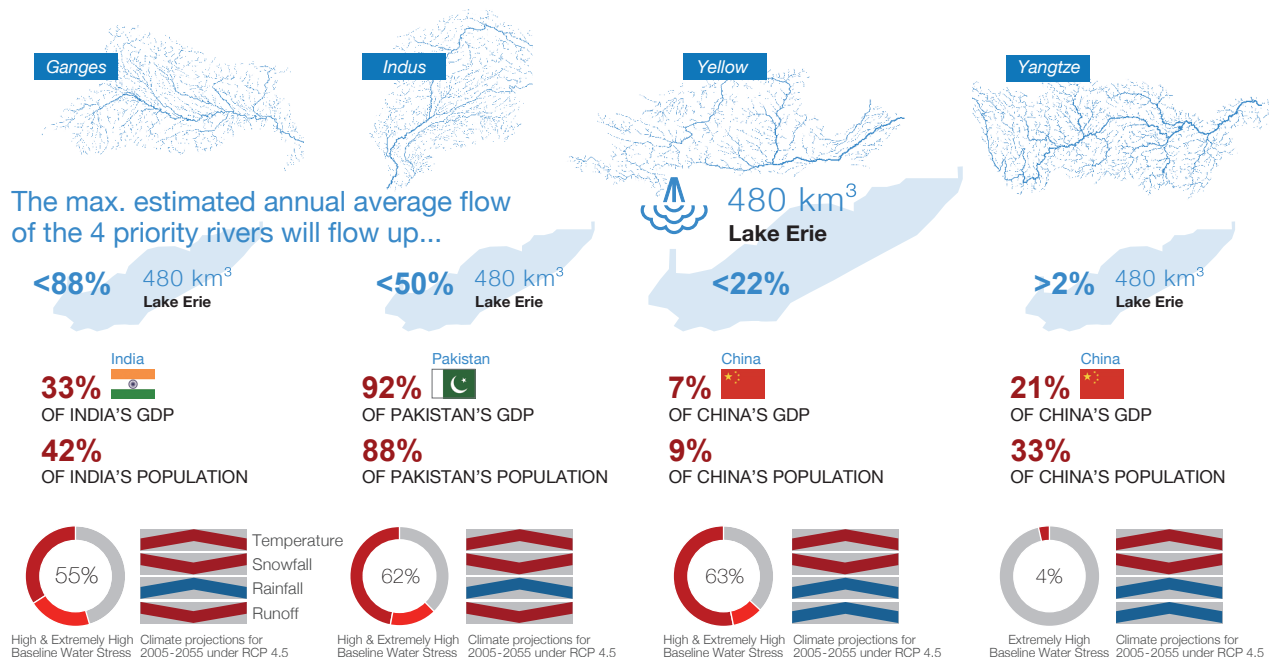 Ganges
Indus
Yellow
Yangtze
The max. estimated annual average flow
of the 4 priority rivers will flow up...
480 km³
Lake Erie
<88%
480 km³
Lake Erie
<50%
480 km³
Lake Erie
<22%
>2%
480 km³
Lake Erie
India
33%
OF INDIA'S GDP
42%
OF INDIA'S POPULATION
Pakistan
92%
OF PAKISTAN'S GDP
88%
OF PAKISTAN'S POPULATION
China
7%
OF CHINA'S GDP
9%
OF CHINA'S POPULATION
China
21%
OF CHINA'S GDP
33%
OF CHINA'S POPULATION
55%
High & Extremely High
Baseline Water Stress
Temperature
Snowfall
Rainfall
Runoff
Climate projections for
2005-2055 under RCP 4.5
62%
High & Extremely High
Baseline Water Stress
Climate projections for
2005-2055 under RCP 4.5
63%
High & Extremely High
Baseline Water Stress
Climate projections for
2005-2055 under RCP 4.5
4%
Extremely High
Baseline Water Stress
Climate projections for
2005-2055 under RCP 4.5